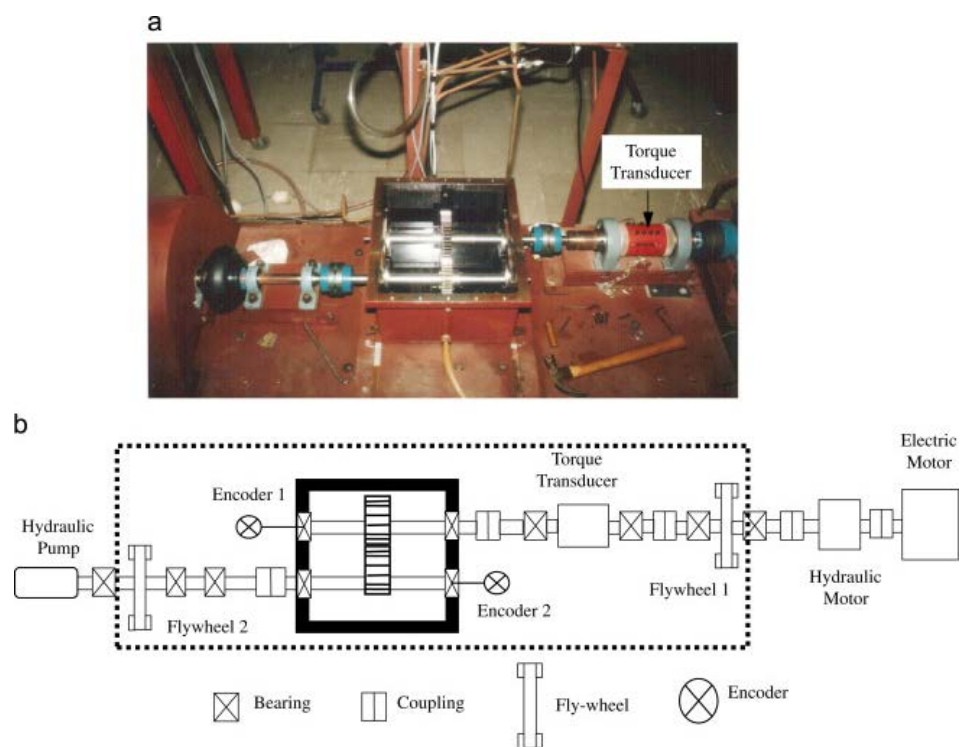 a
Torque
Transducer
b
Electric
Motor
Torque
Transducer
Encoder 1
Hydraulic
Pump
Encoder 2
Flywheel 1
Hydraulic
Motor
Flywheel 2
Bearing
Coupling
Fly-wheel
Encoder